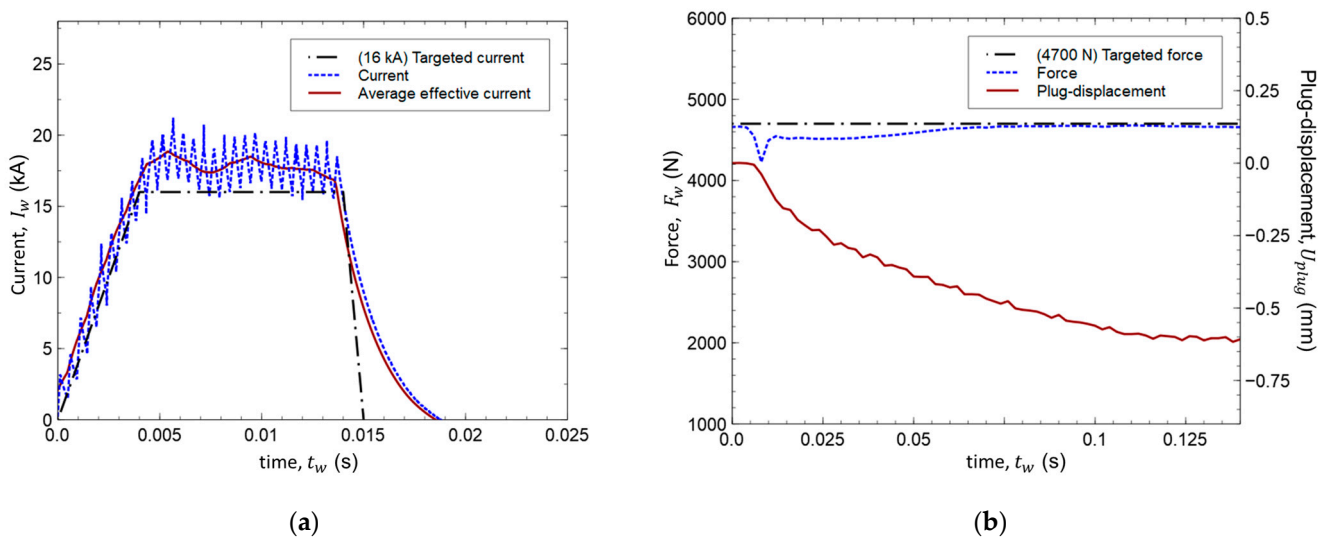 25
20
15
10
5
0
Current, I_w (kA)
(16 kA) Targeted current
Current
Average effective current
0.0
0.005
0.01
0.015
0.02
0.025
time, t_w (s)
(a)
6000
5000
4000
3000
2000
1000
Force, F_w (N)
(4700 N) Targeted force
Force
Plug-displacement
0.5
0.25
0.0
−0.25
−0.5
−0.75
Plug-displacement, U_plug (mm)
0.0
0.025
0.05
0.1
0.125
time, t_w (s)
(b)